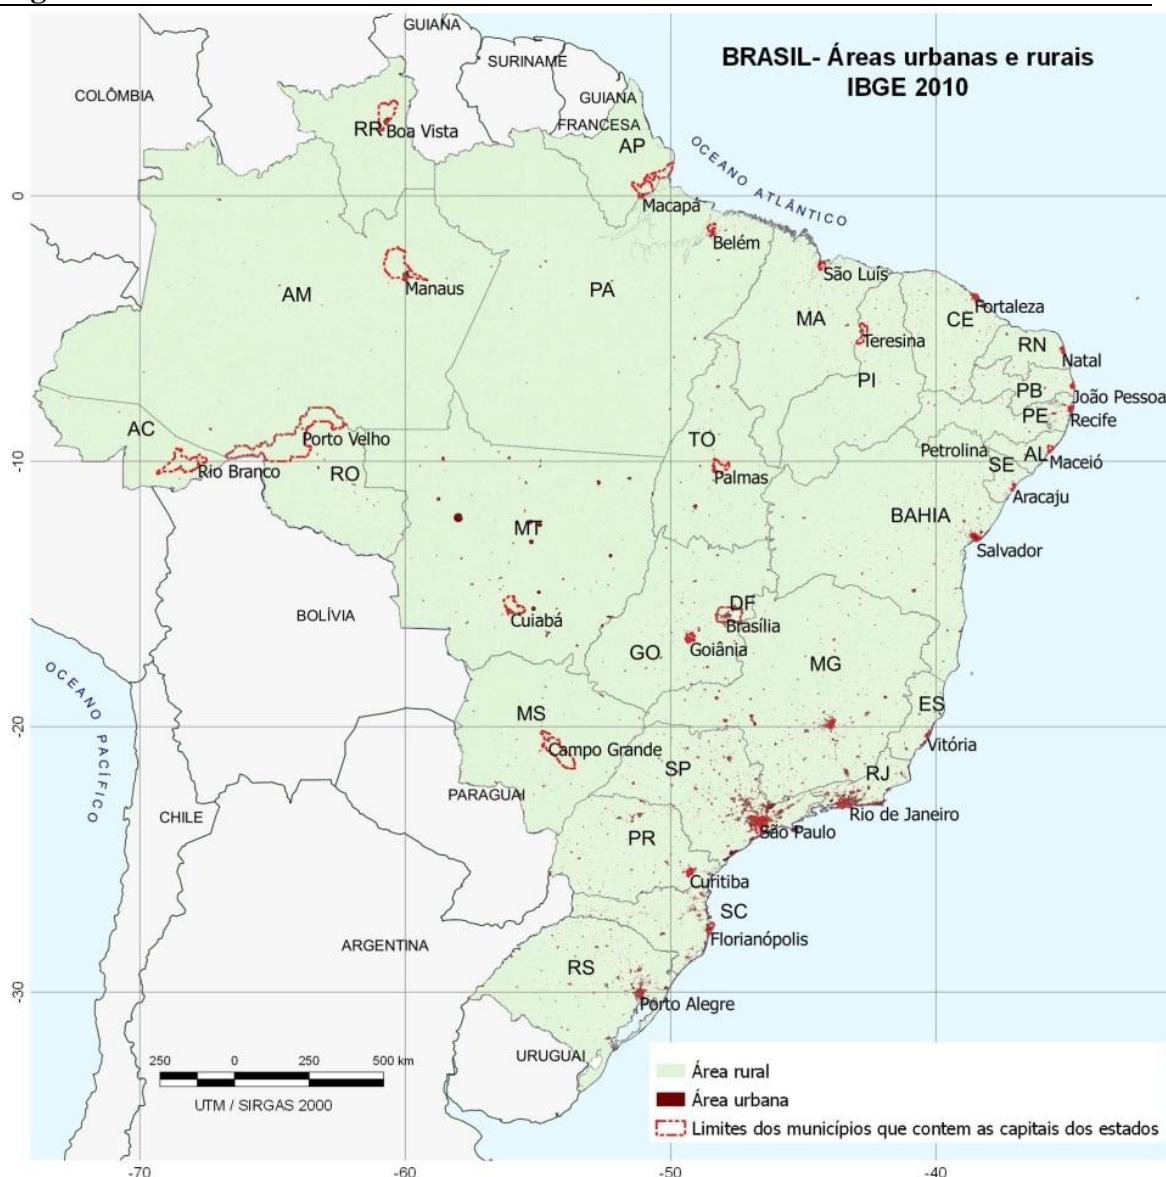 BRASIL- Áreas urbanas e rurais
IBGE 2010
GUIANA
SURINAME
GUIANA
FRANCESA
COLÔMBIA
RR
Boa Vista
AP
OCEANO ATLÂNTICO
0
Macapá
Belém
São Luís
Manaus
AM
PA
MA
Fortaleza
CE
Teresina
RN
Natal
PI
PB
João Pessoa
PE
Recife
AC
Porto Velho
TO
Petrolina
AL
Maceió
SE
-10
Rio Branco
RO
Palmas
Aracaju
BAHIA
MT
Salvador
BOLÍVIA
Cuiabá
DF
Brasília
GO
Goiânia
MG
OCEANO PACÍFICO
ES
MS
-20
Campo Grande
Vitória
SP
RJ
PARAGUAI
CHILE
Rio de Janeiro
São Paulo
PR
Curitiba
SC
Florianópolis
ARGENTINA
RS
-30
Porto Alegre
URUGUAI
250 0 250 500 km
UTM / SIRGAS 2000
Área rural
Área urbana
Limites dos municípios que contem as capitais dos estados
-70 -60 -50 -40